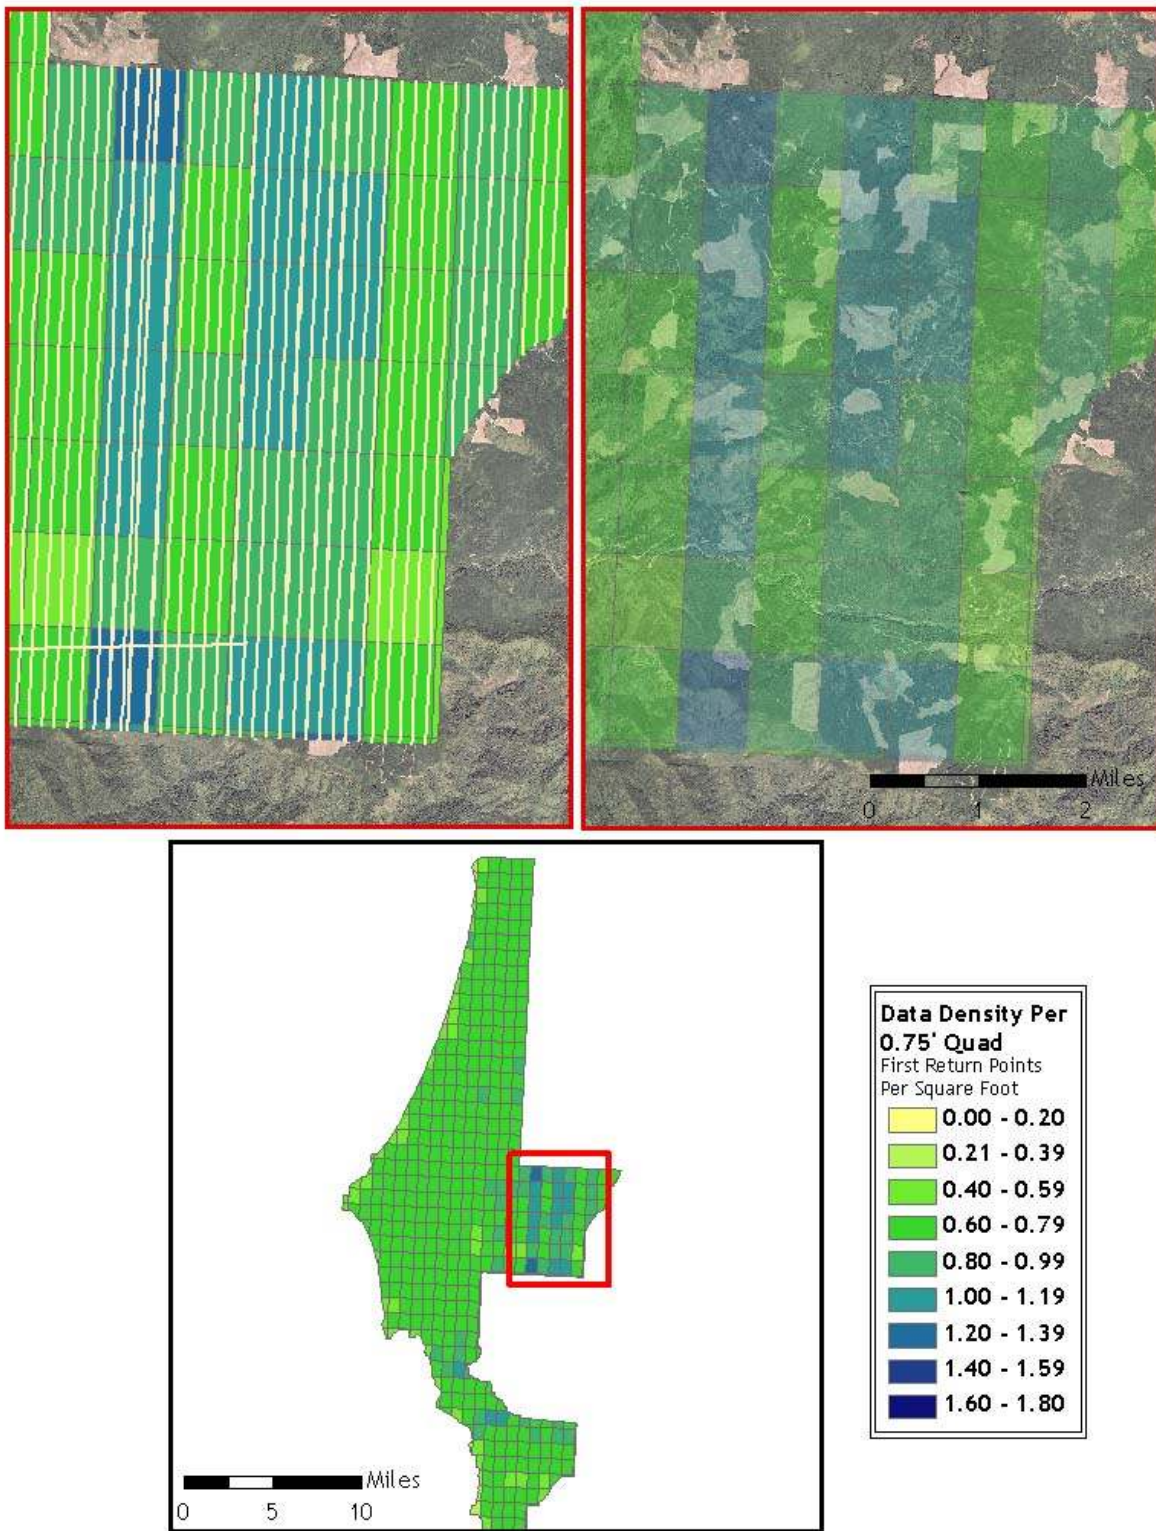 Miles
0 1 2
Miles
0 5 10
Data Density Per
0.75' Quad
First Return Points
Per Square Foot
0.00 - 0.20
0.21 - 0.39
0.40 - 0.59
0.60 - 0.79
0.80 - 0.99
1.00 - 1.19
1.20 - 1.39
1.40 - 1.59
1.60 - 1.80